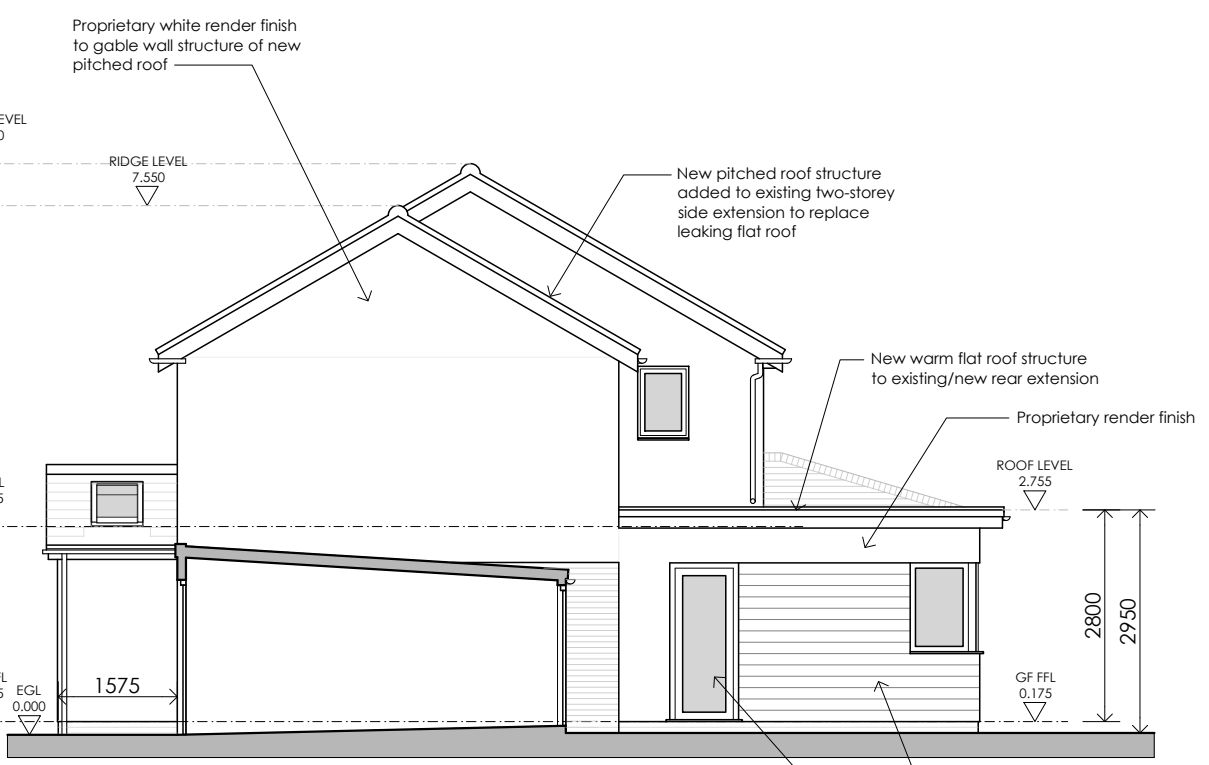 Proprietary white render finish
to gable wall structure of new
pitched roof
EVEL
0
RIDGE LEVEL
7.550
New pitched roof structure
added to existing two-storey
side extension to replace
leaking flat roof
New warm flat roof structure
to existing/new rear extension
Proprietary render finish
ROOF LEVEL
2.755
L
5
2800
2950
1575
FL
5
EGL
0.000
GF FFL
0.175